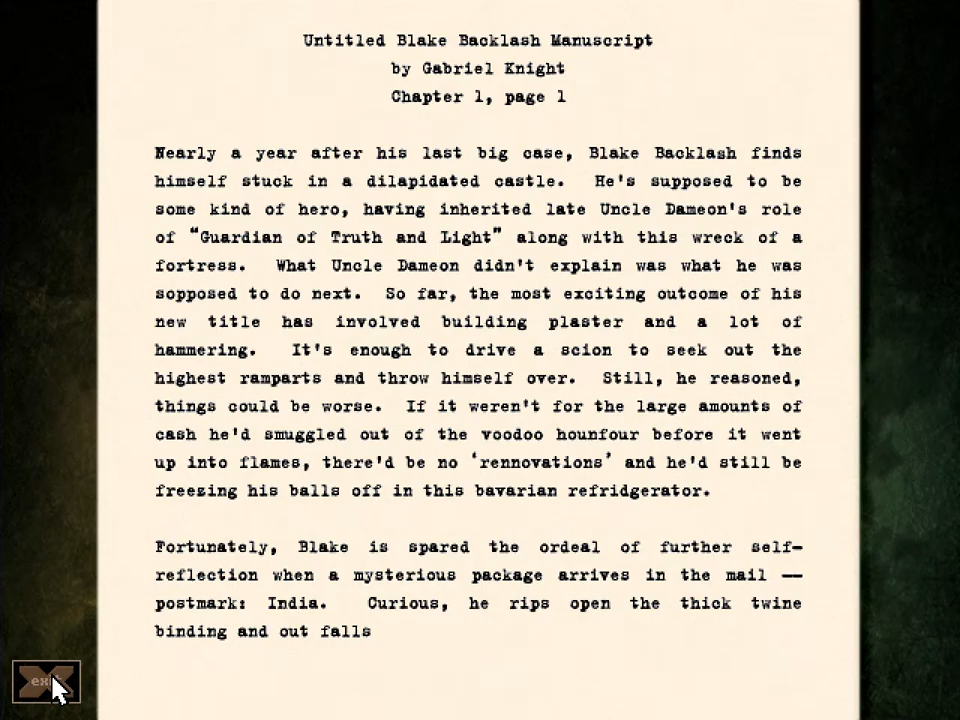 Untitled Blake Backlash Manuscript
by Gabriel Knight
Chapter 1, page 1
Nearly a year after his last big case, Blake Backlash finds
himself stuck in a dilapidated castle. He's supposed to be
some kind of hero, having inherited late Uncle Dameon's role
of "Guardian of Truth and Light" along with this wreck of a
fortress. What Uncle Dameon didn't explain was what he was
sopposed to do next. So far, the most exciting outcome of his
new title has involved building plaster and a lot of
hammering. It's enough to drive a scion to seek out the
highest ramparts and throw himself over. Still, he reasoned,
things could be worse. If it weren't for the large amounts of
cash he'd smuggled out of the voodoo hounfour before it went
up into flames, there'd be no 'rennovations' and he'd still be
freezing his balls off in this bavarian refridgerator.
Fortunately, Blake is spared the ordeal of further self-
reflection when a mysterious package arrives in the mail --
postmark: India. Curious, he rips open the thick twine
binding and out falls
exit